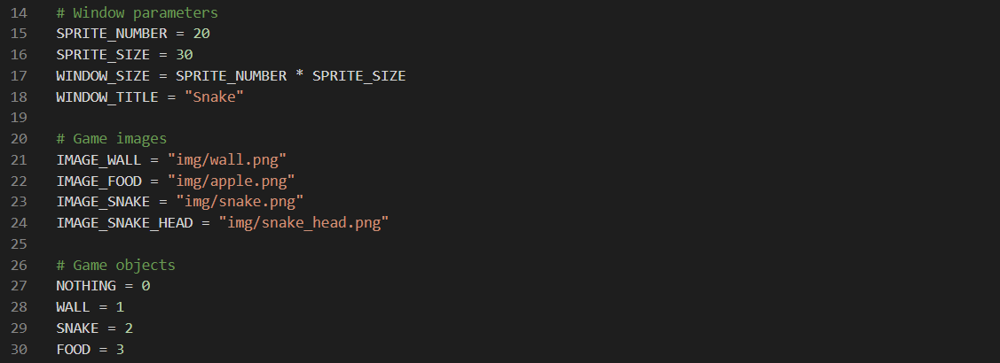 14 # Window parameters
15 SPRITE_NUMBER = 20
16 SPRITE_SIZE = 30
17 WINDOW_SIZE = SPRITE_NUMBER * SPRITE_SIZE
18 WINDOW_TITLE = "Snake"
19
20 # Game images
21 IMAGE_WALL = "img/wall.png"
22 IMAGE_FOOD = "img/apple.png"
23 IMAGE_SNAKE = "img/snake.png"
24 IMAGE_SNAKE_HEAD = "img/snake_head.png"
25
26 # Game objects
27 NOTHING = 0
28 WALL = 1
29 SNAKE = 2
30 FOOD = 3